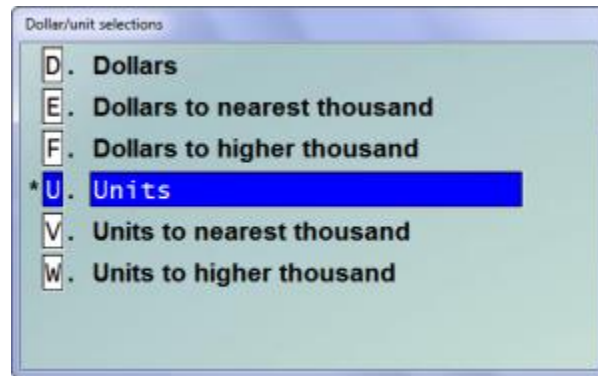 Dollar/unit selections
D. Dollars
E. Dollars to nearest thousand
F. Dollars to higher thousand
*U. Units
V. Units to nearest thousand
W. Units to higher thousand